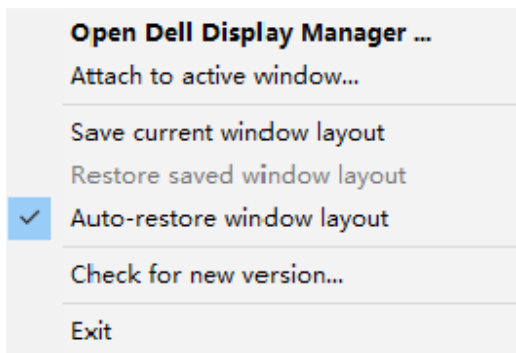 Open Dell Display Manager ...
Attach to active window...
Save current window layout
Restore saved window layout
Auto-restore window layout
Check for new version...
Exit